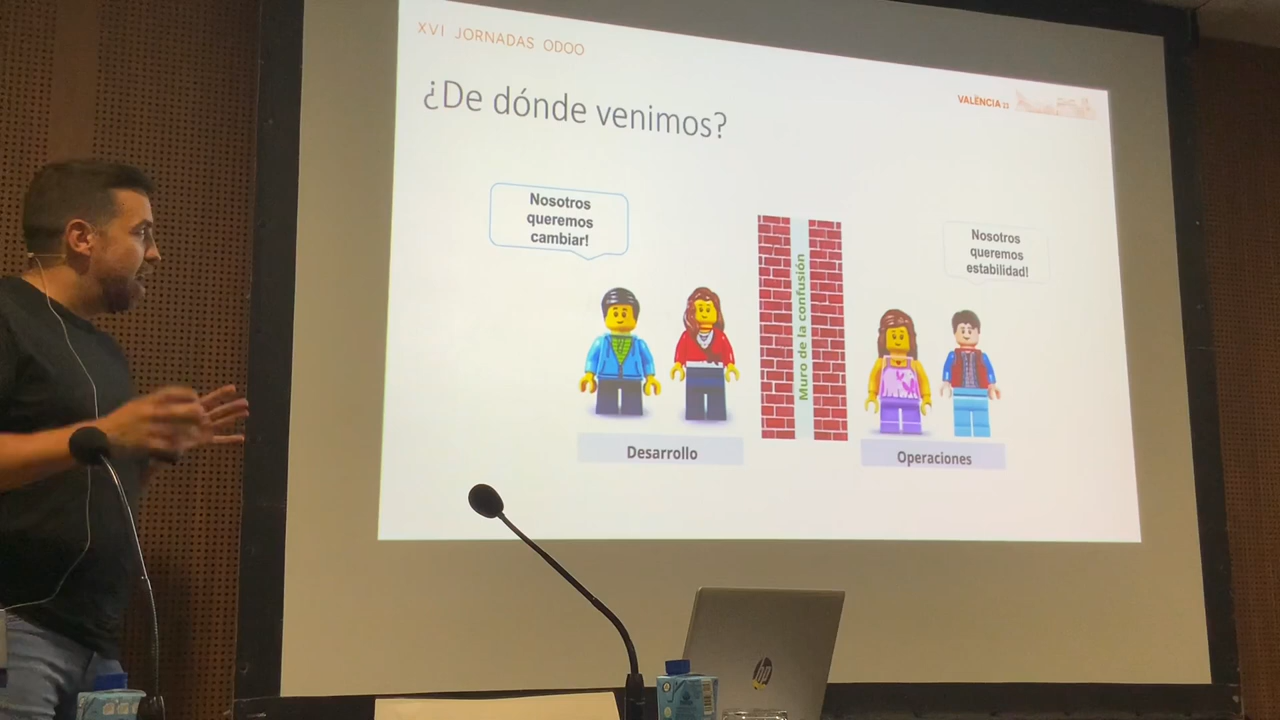 XVI JORNADAS ODOO
VALÈNCIA 23
¿De dónde venimos?
Nosotros
queremos
cambiar!
Muro de la confusión
Nosotros
queremos
estabilidad!
Desarrollo
Operaciones
hp